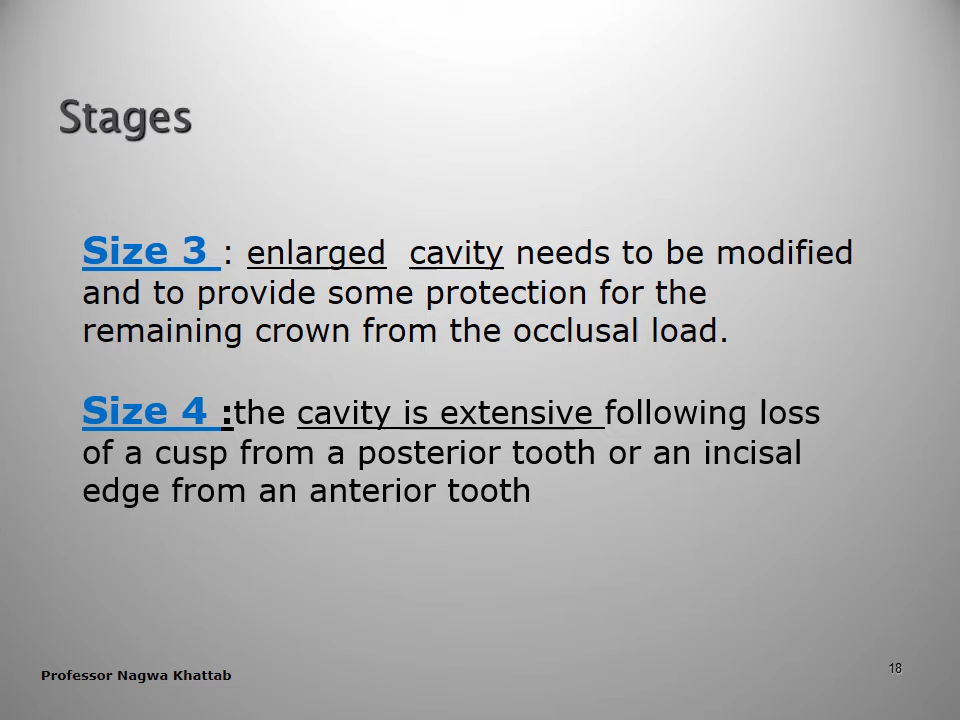 Stages
Size 3 : enlarged cavity needs to be modified
and to provide some protection for the
remaining crown from the occlusal load.
Size 4 :the cavity is extensive following loss
of a cusp from a posterior tooth or an incisal
edge from an anterior tooth
Professor Nagwa Khattab
18